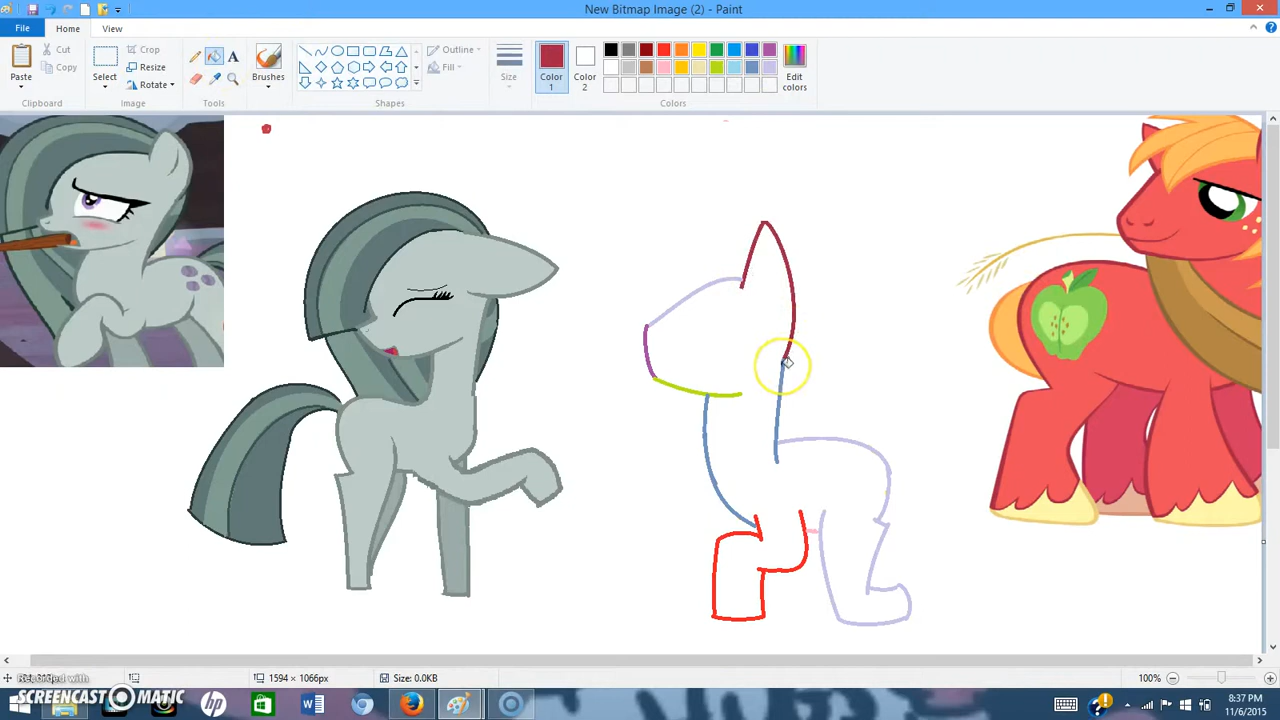 New Bitmap Image (2) - Paint
File
Home
View
Paste
Cut
Copy
Clipboard
Select
Crop
Resize
Rotate
Image
Tools
Brushes
Shapes
Outline
Fill
Size
Color 1
Color 2
Edit colors
Colors
1594 × 1066px
Size: 0.0KB
100%
Recorded with
SCREENCAST MATIC
8:37 PM
11/6/2015